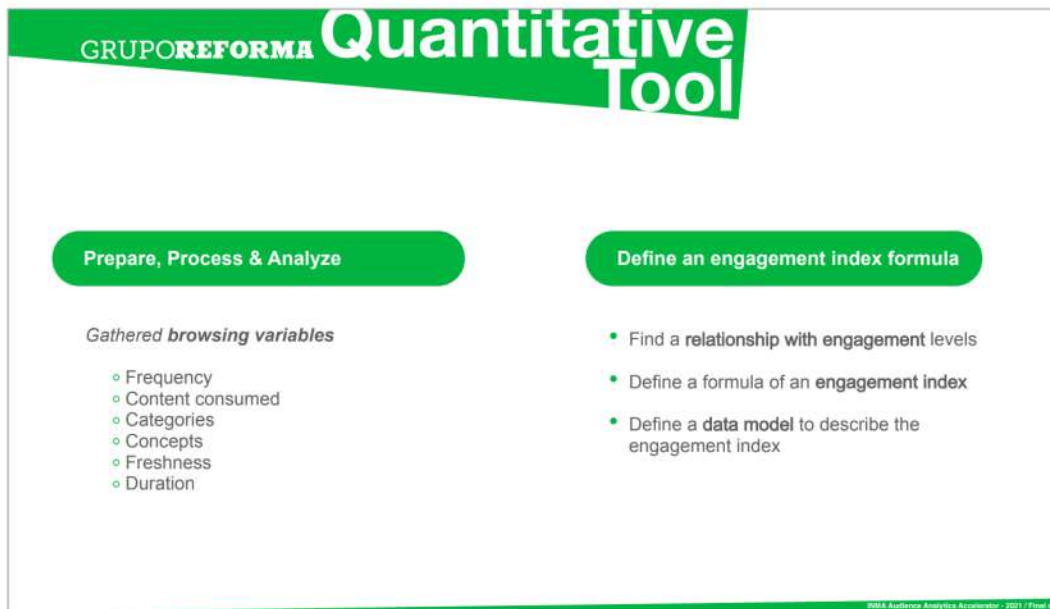 GRUPOREFORMA Quantitative
Tool
Prepare, Process & Analyze
Gathered browsing variables
Frequency
Content consumed
Categories
Concepts
Freshness
Duration
Define an engagement index formula
• Find a relationship with engagement levels
• Define a formula of an engagement index
• Define a data model to describe the
engagement index
INMA Audience Analytics Accelerator - 2021 / Final